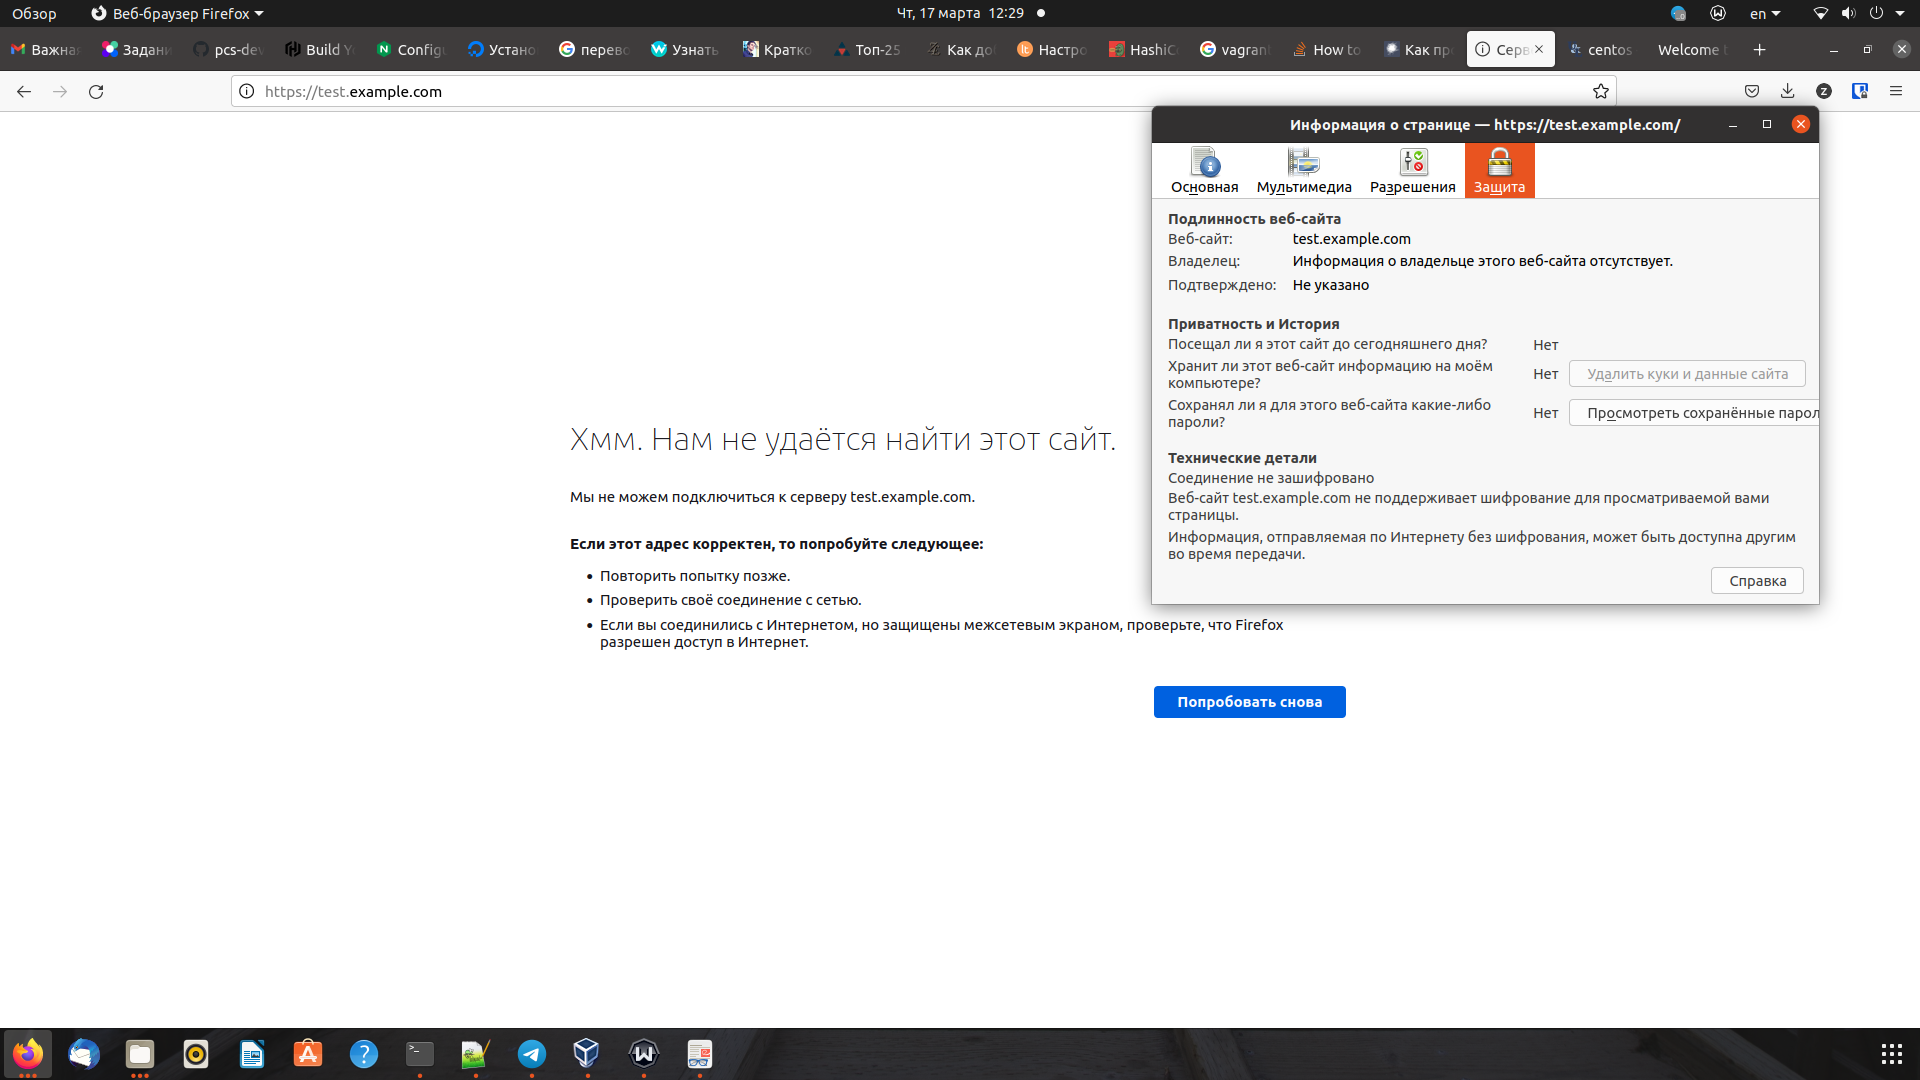 Обзор
Веб-браузер Firefox
Чт, 17 марта 12:29
en
Важна
Задани
pcs-dev
Build Y
Config
Устано
перево
Узнать
Кратко
Топ-25
Как до
Настро
HashiC
vagrant
How to
Как пр
Серв
centos
Welcome t
https://test.example.com
Информация о странице — https://test.example.com/
Основная
Мультимедиа
Разрешения
Защита
Подлинность веб-сайта
Веб-сайт: test.example.com
Владелец: Информация о владельце этого веб-сайта отсутствует.
Подтверждено: Не указано
Приватность и История
Посещал ли я этот сайт до сегодняшнего дня? Нет
Хранит ли этот веб-сайт информацию на моём
компьютере?
Нет
Удалить куки и данные сайта
Сохранял ли я для этого веб-сайта какие-либо
пароли?
Нет
Просмотреть сохранённые парол
Технические детали
Соединение не зашифровано
Веб-сайт test.example.com не поддерживает шифрование для просматриваемой вами
страницы.
Информация, отправляемая по Интернету без шифрования, может быть доступна другим
во время передачи.
Справка
Хмм. Нам не удаётся найти этот сайт.
Мы не можем подключиться к серверу test.example.com.
Если этот адрес корректен, то попробуйте следующее:
• Повторить попытку позже.
• Проверить своё соединение с сетью.
• Если вы соединились с Интернетом, но защищены межсетевым экраном, проверьте, что Firefox
разрешен доступ в Интернет.
Попробовать снова